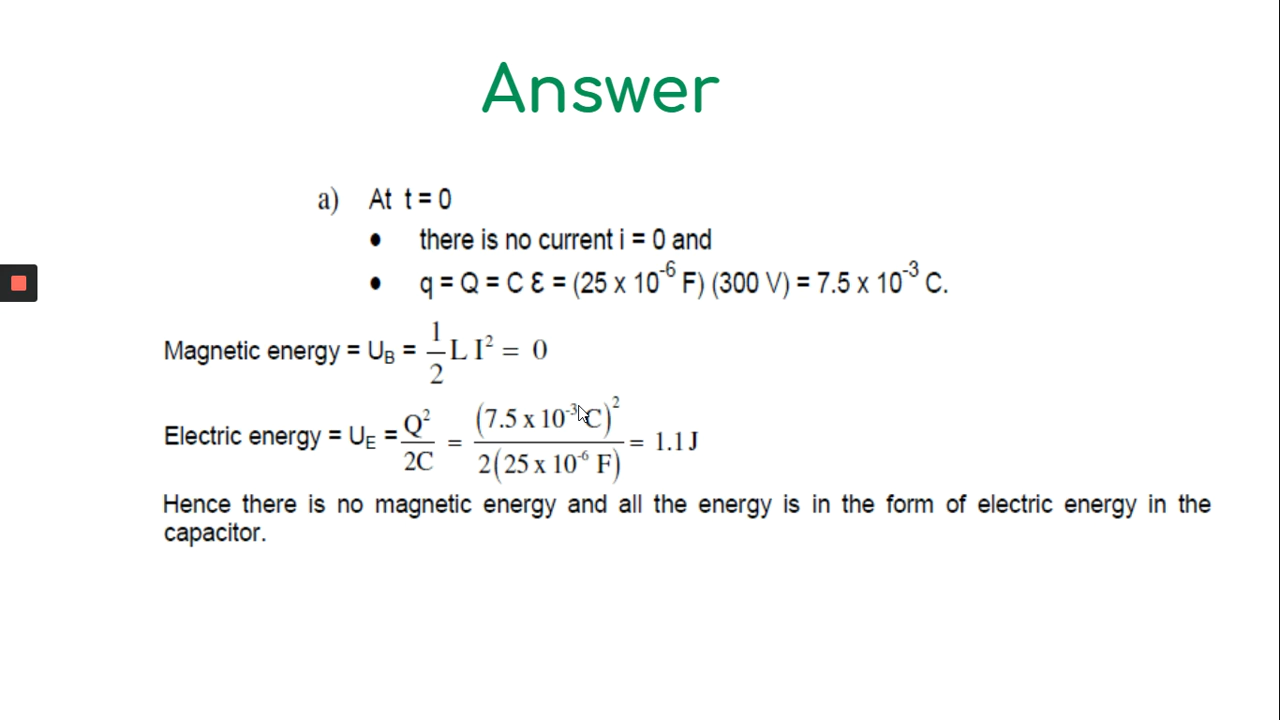 Answer
a) At t = 0
• there is no current i = 0 and
• q = Q = C Ɛ = (25 x 10⁻⁶ F) (300 V) = 7.5 x 10⁻³ C.
Magnetic energy = U_B = 1/2 L I² = 0
Electric energy = U_E = Q²/2C = (7.5 x 10⁻³ C)²/2(25 x 10⁻⁶ F) = 1.1 J
Hence there is no magnetic energy and all the energy is in the form of electric energy in the
capacitor.